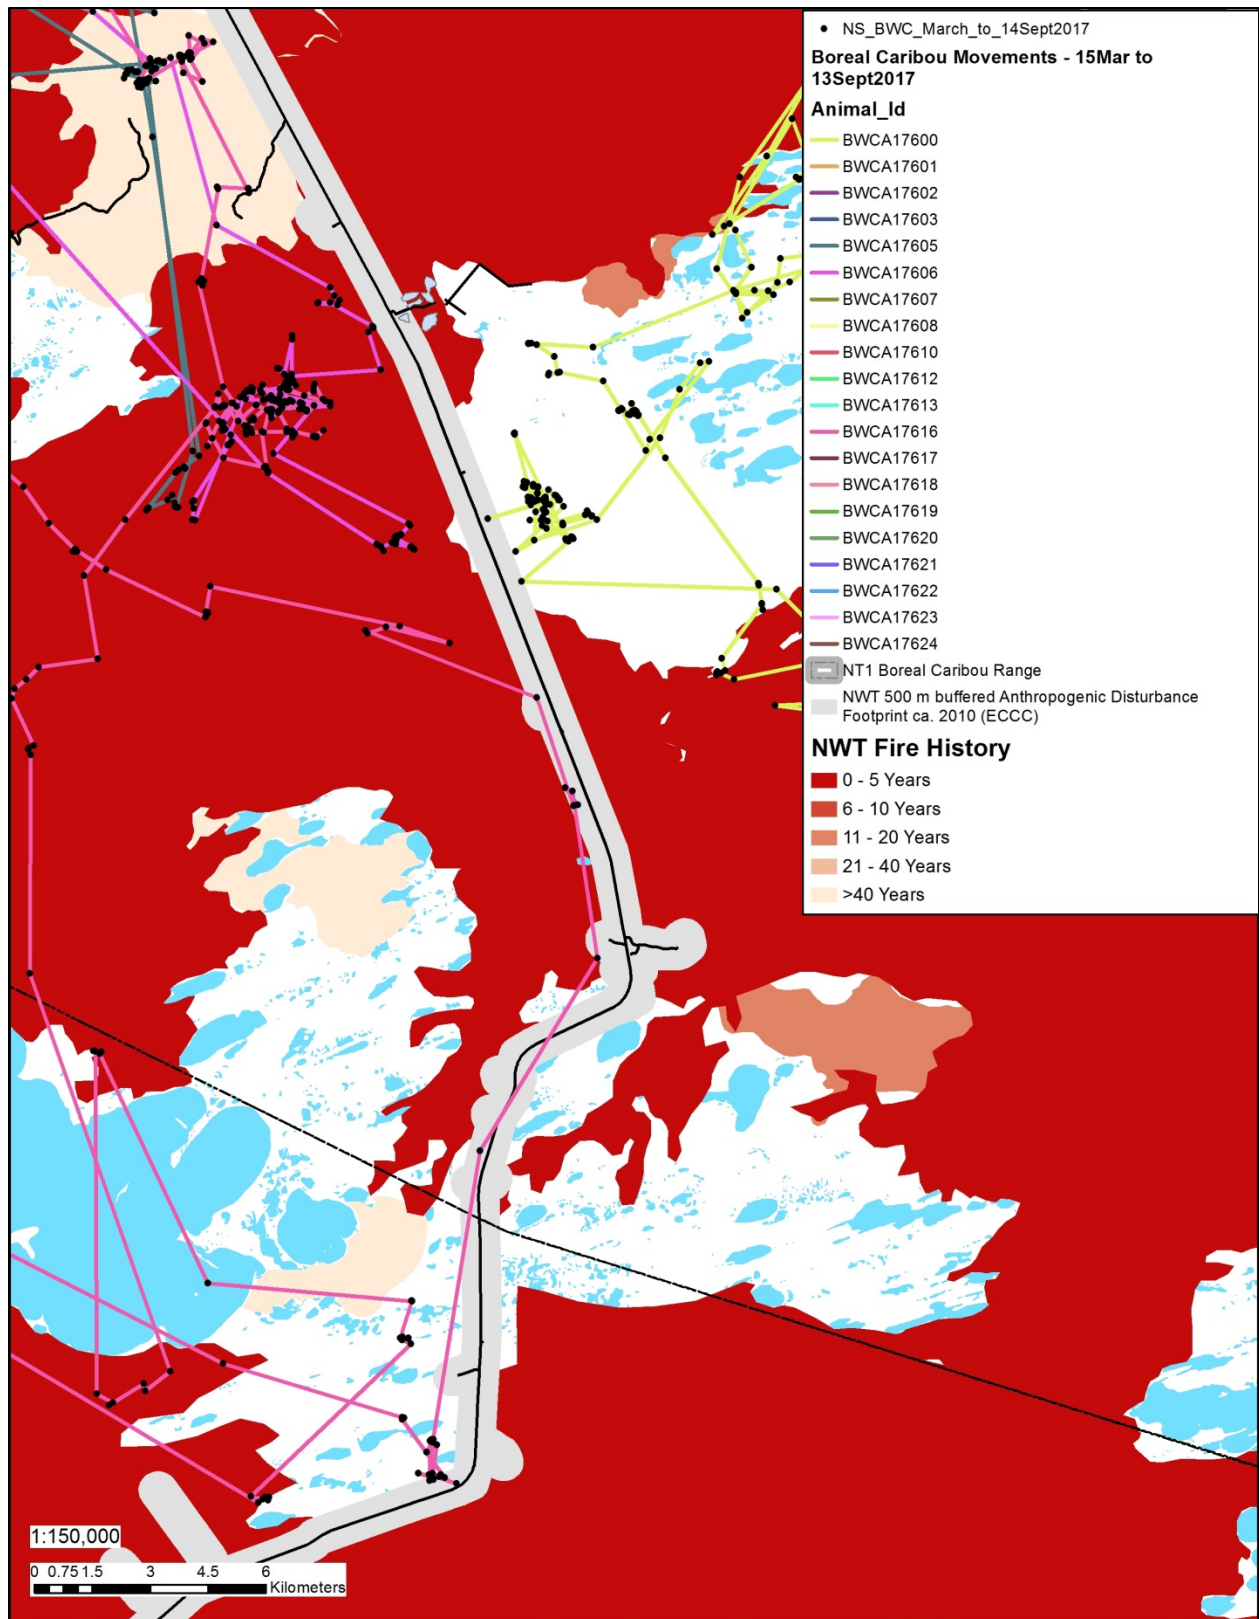 NS_BWC_March_to_14Sept2017
Boreal Caribou Movements - 15Mar to
13Sept2017
Animal_Id
BWCA17600
BWCA17601
BWCA17602
BWCA17603
BWCA17605
BWCA17606
BWCA17607
BWCA17608
BWCA17610
BWCA17612
BWCA17613
BWCA17616
BWCA17617
BWCA17618
BWCA17619
BWCA17620
BWCA17621
BWCA17622
BWCA17623
BWCA17624
NT1 Boreal Caribou Range
NWT 500 m buffered Anthropogenic Disturbance
Footprint ca. 2010 (ECCC)
NWT Fire History
0 - 5 Years
6 - 10 Years
11 - 20 Years
21 - 40 Years
>40 Years
1:150,000
0 0.75 1.5 3 4.5 6
Kilometers